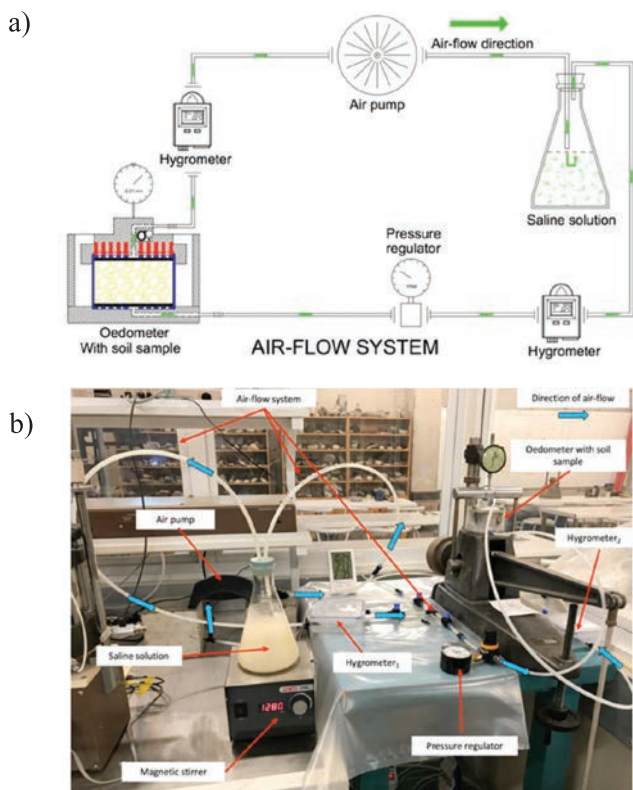 a)
Air-flow direction
Air pump
Hygrometer
Saline solution
Pressure
regulator
Oedometer
With soil sample
AIR-FLOW SYSTEM
Hygrometer
b)
Air-flow system
Direction of air-flow
Oedometer with soil
sample
Air pump
Hygrometer₂
Saline solution
Hygrometer₁
1280
Pressure regulator
Magnetic stirrer